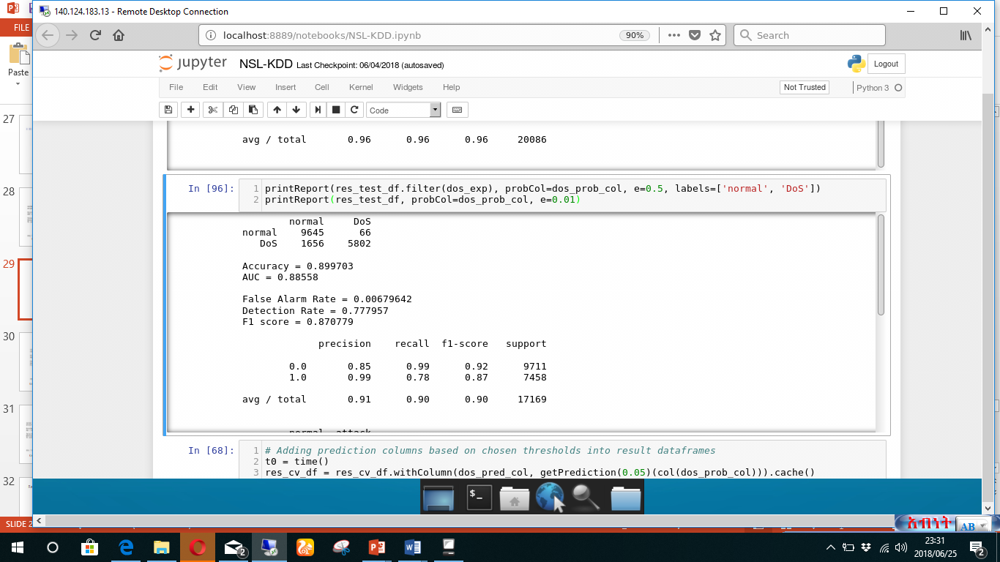 140.124.183.13 - Remote Desktop Connection
FILE
Paste
localhost:8889/notebooks/NSL-KDD.ipynb
90%
Search
jupyter NSL-KDD Last Checkpoint: 06/04/2018 (autosaved)
Logout
File Edit View Insert Cell Kernel Widgets Help
Not Trusted
Python 3
Code
avg / total 0.96 0.96 0.96 20086
In [96]:
1 printReport(res_test_df.filter(dos_exp), probCol=dos_prob_col, e=0.5, labels=['normal', 'DoS'])
2 printReport(res_test_df, probCol=dos_prob_col, e=0.01)
normal DoS
normal 9645 66
DoS 1656 5802
Accuracy = 0.899703
AUC = 0.88558
False Alarm Rate = 0.00679642
Detection Rate = 0.777957
F1 score = 0.870779
precision recall f1-score support
0.0 0.85 0.99 0.92 9711
1.0 0.99 0.78 0.87 7458
avg / total 0.91 0.90 0.90 17169
normal attack
In [68]:
1 # Adding prediction columns based on chosen thresholds into result dataframes
2 t0 = time()
3 res_cv_df = res_cv_df.withColumn(dos_pred_col, getPrediction(0.05)(col(dos_prob_col))).cache()
27
28
29
30
31
32
$_
SLIDE 2
አብነት AB
2
23:31
2018/06/25
2